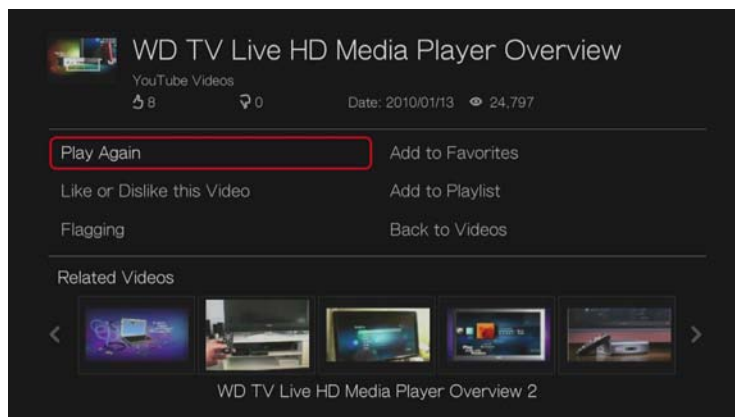 WD TV Live HD Media Player Overview
YouTube Videos
8 0 Date: 2010/01/13 24,797
Play Again Add to Favorites
Like or Dislike this Video Add to Playlist
Flagging Back to Videos
Related Videos
WD TV Live HD Media Player Overview 2